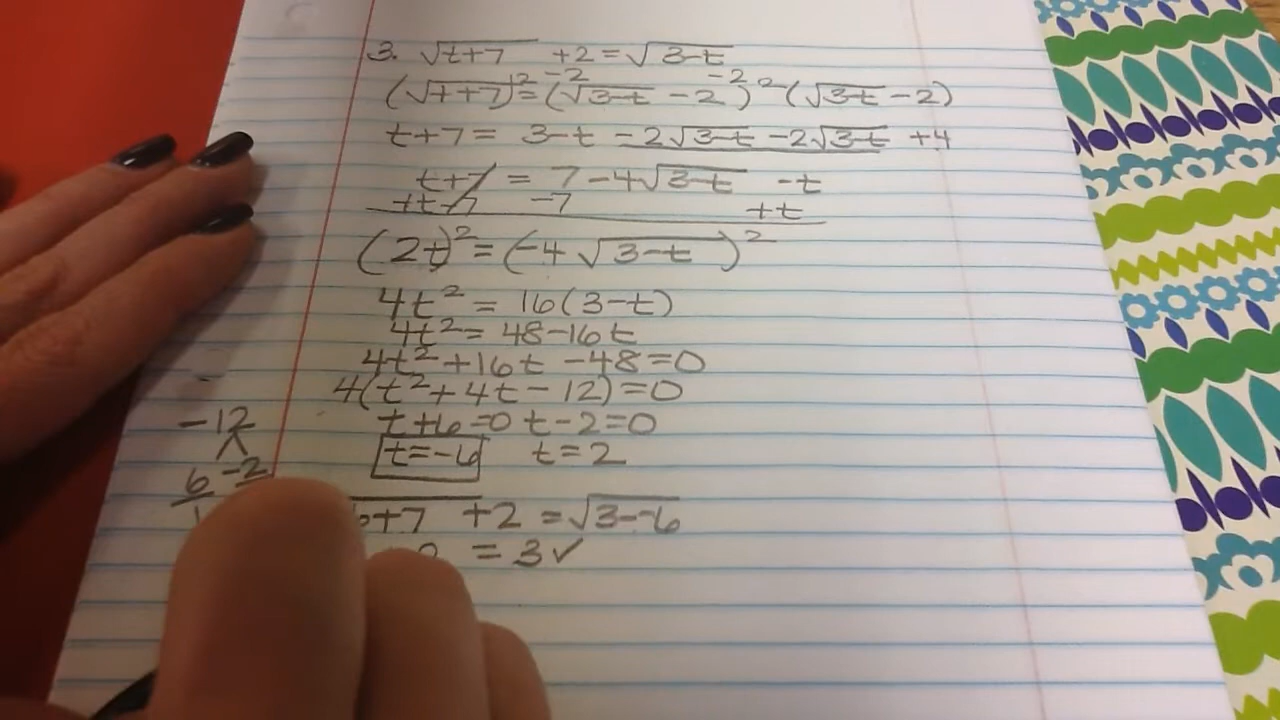 3. √t+7 +2 = √3-t
-2 -2
(√t+7)² = (√3-t -2)² (√3-t -2)
t+7 = 3-t -2√3-t -2√3-t +4
t+7 = 7-4√3-t -t
+t-7 -7 +t
(2t)² = (-4√3-t)²
4t² = 16(3-t)
4t² = 48-16t
4t²+16t-48=0
4(t²+4t-12)=0
-12 t+6=0 t-2=0
t=-6 t=2
6 -2
+7 +2 = √3--6
= 3✓